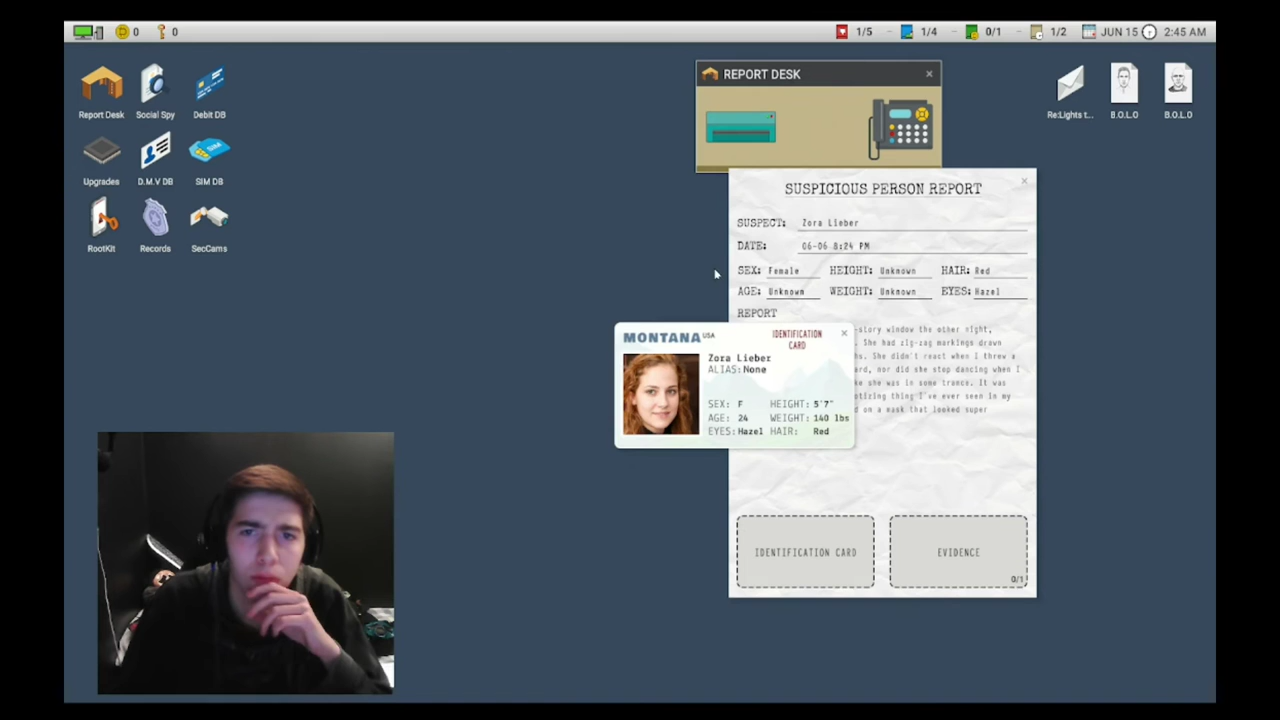 0
0
1/5
1/4
0/1
1/2
JUN 15
2:45 AM
REPORT DESK
Report Desk
Social Spy
Debit DB
Re:Lights t...
B.O.L.O
B.O.L.O
Upgrades
D.M.V DB
SIM DB
SIM
RootKit
Records
SecCams
SUSPICIOUS PERSON REPORT
SUSPECT: Zora Lieber
DATE: 06-06 8:24 PM
SEX: Female HEIGHT: Unknown HAIR: Red
AGE: Unknown WEIGHT: Unknown EYES: Hazel
REPORT
-story window the other night,
. She had zig-zag markings drawn
hs. She didn't react when I threw a
ard, nor did she stop dancing when I
ke she was in some trance. It was
otizing thing I've ever seen in my
d on a mask that looked super
MONTANA USA
IDENTIFICATION
CARD
Zora Lieber
ALIAS: None
SEX: F HEIGHT: 5'7"
AGE: 24 WEIGHT: 140 lbs
EYES: Hazel HAIR: Red
IDENTIFICATION CARD
EVIDENCE
0/1